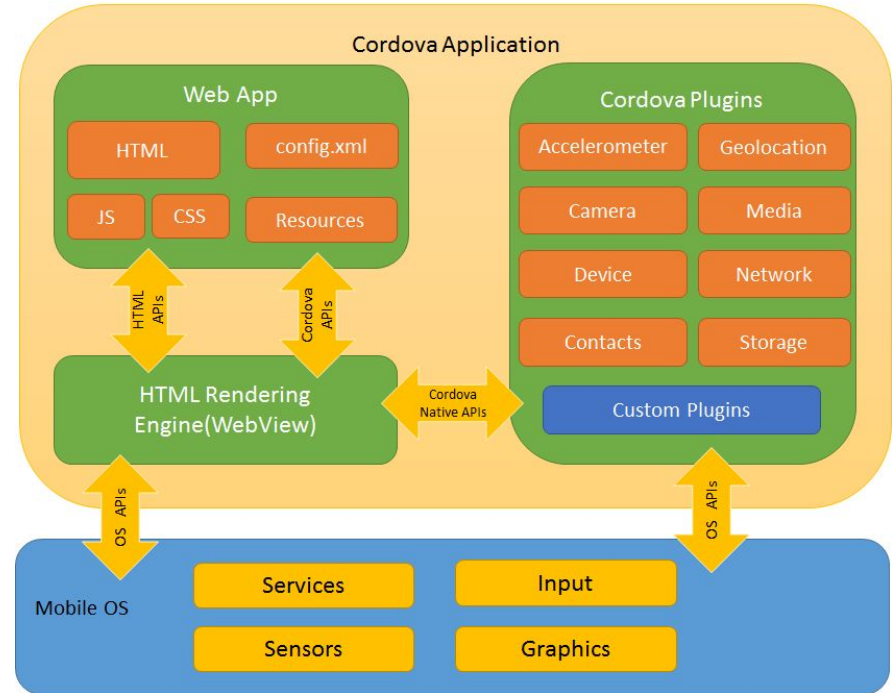 Cordova Application
Web App
HTML
config.xml
JS
CSS
Resources
HTML
APIs
Cordova
APIs
HTML Rendering
Engine(WebView)
Cordova
Native APIs
Cordova Plugins
Accelerometer
Geolocation
Camera
Media
Device
Network
Contacts
Storage
Custom Plugins
OS APIs
OS APIs
Mobile OS
Services
Input
Sensors
Graphics